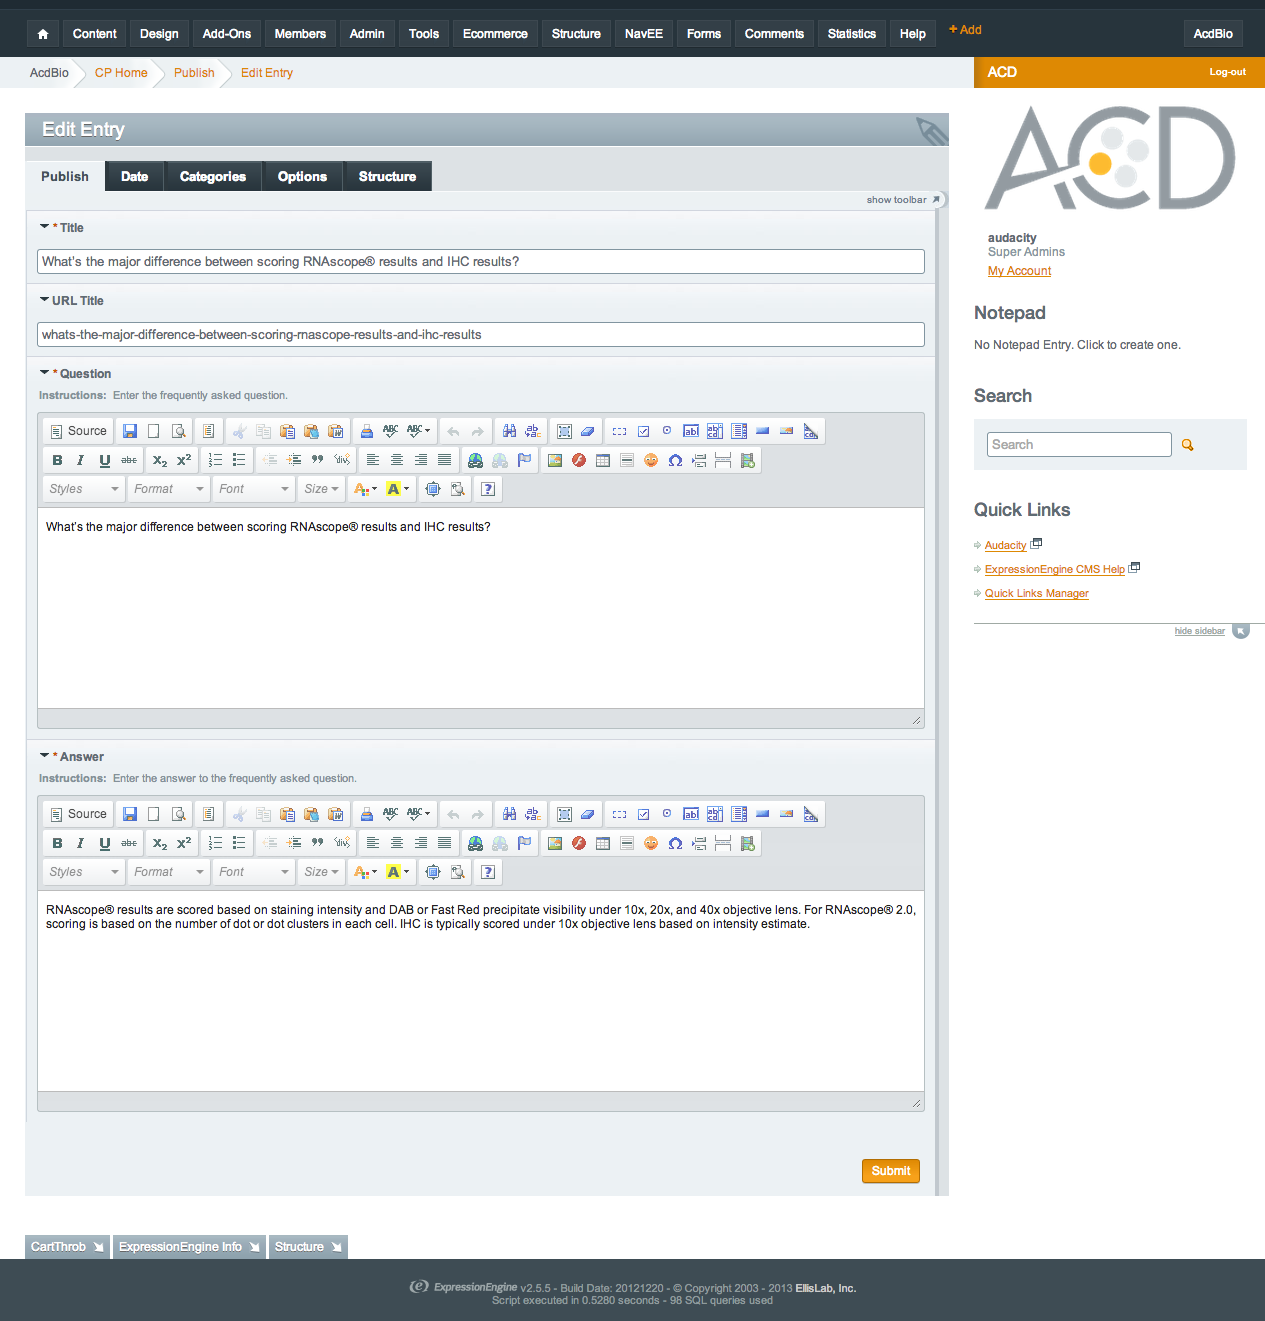 Content Design Add-Ons Members Admin Tools Ecommerce Structure NavEE Forms Comments Statistics Help + Add AcdBio
AcdBio CP Home Publish Edit Entry
ACD Log-out
Edit Entry
Publish Date Categories Options Structure
show toolbar
* Title
What's the major difference between scoring RNAscope® results and IHC results?
URL Title
whats-the-major-difference-between-scoring-rnascope-results-and-ihc-results
* Question
Instructions: Enter the frequently asked question.
Source
Styles Format Font Size
What's the major difference between scoring RNAscope® results and IHC results?
* Answer
Instructions: Enter the answer to the frequently asked question.
Source
Styles Format Font Size
RNAscope® results are scored based on staining intensity and DAB or Fast Red precipitate visibility under 10x, 20x, and 40x objective lens. For RNAscope® 2.0,
scoring is based on the number of dot or dot clusters in each cell. IHC is typically scored under 10x objective lens based on intensity estimate.
Submit
ACD
audacity
Super Admins
My Account
Notepad
No Notepad Entry. Click to create one.
Search
Search
Quick Links
Audacity
ExpressionEngine CMS Help
Quick Links Manager
hide sidebar
CartThrob ExpressionEngine Info Structure
ExpressionEngine v2.5.5 - Build Date: 20121220 - © Copyright 2003 - 2013 EllisLab, Inc.
Script executed in 0.5280 seconds - 98 SQL queries used